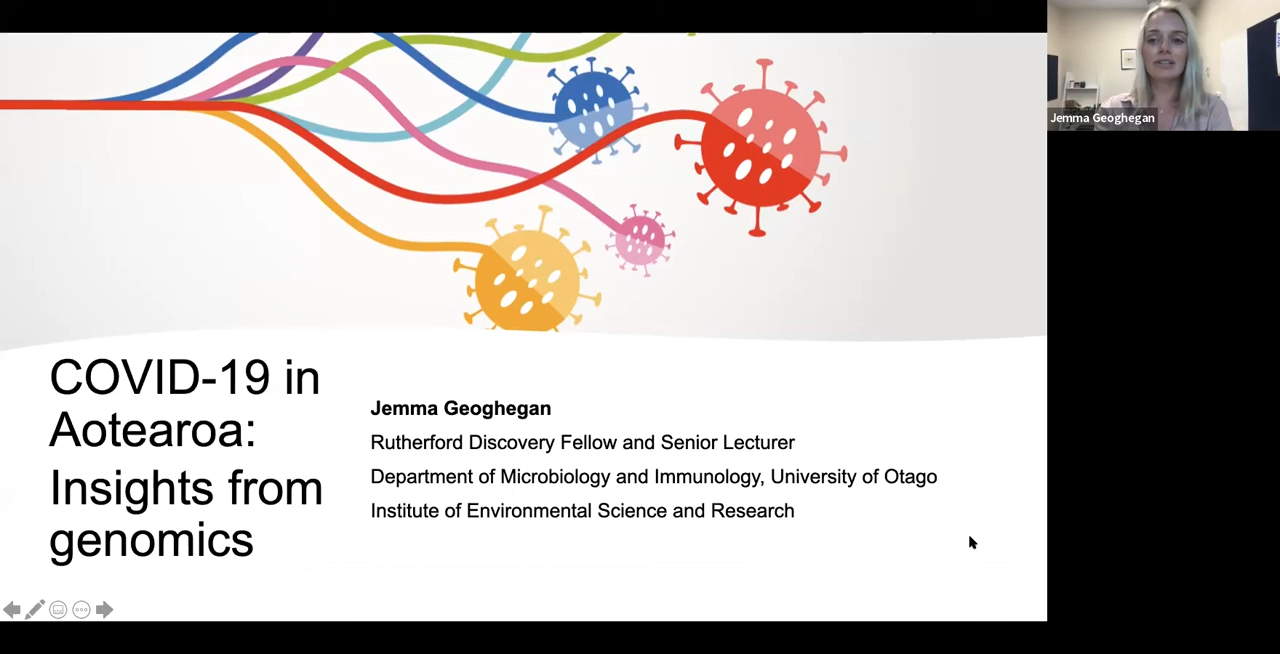 Jemma Geoghegan
COVID-19 in
Aotearoa:
Insights from
genomics
Jemma Geoghegan
Rutherford Discovery Fellow and Senior Lecturer
Department of Microbiology and Immunology, University of Otago
Institute of Environmental Science and Research